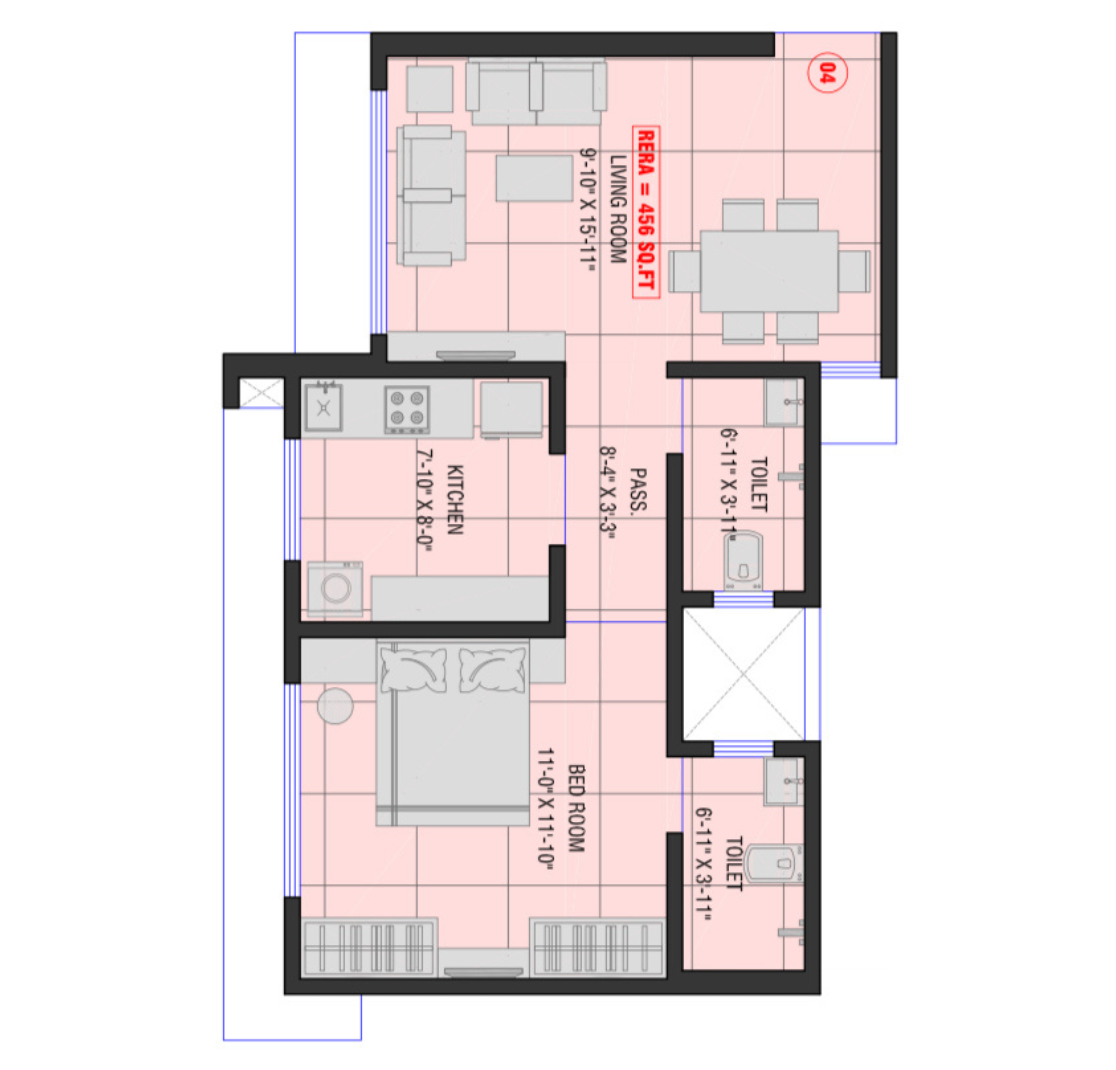 04
RERA = 456 SQ.FT
LIVING ROOM
9'-10" X 15'-11"
KITCHEN
7'-10" X 8'-0"
PASS.
8'-4" X 3'-3"
TOILET
6'-11" X 3'-11"
BED ROOM
11'-0" X 11'-10"
TOILET
6'-11" X 3'-11"